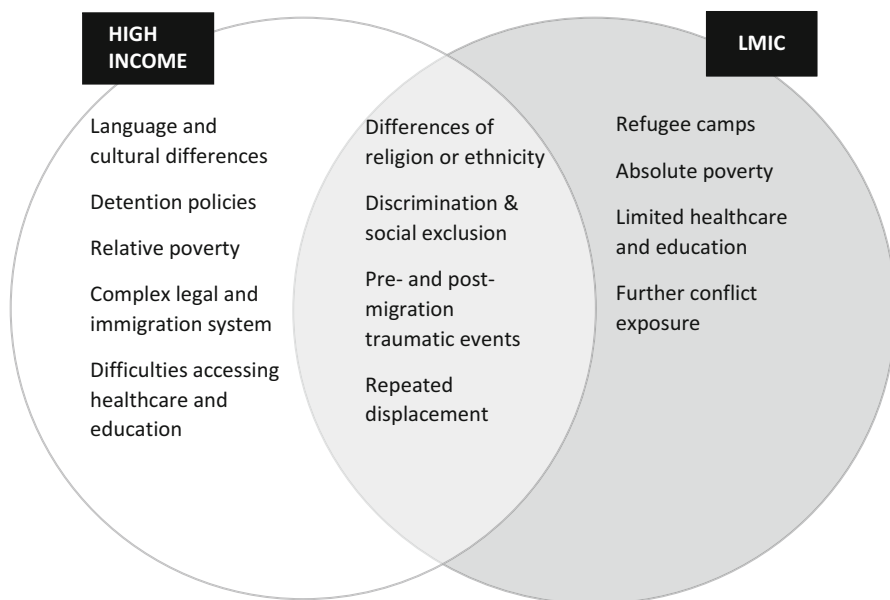 HIGH
INCOME
Language and
cultural differences
Detention policies
Relative poverty
Complex legal and
immigration system
Difficulties accessing
healthcare and
education
Differences of
religion or ethnicity
Discrimination &
social exclusion
Pre- and post-
migration
traumatic events
Repeated
displacement
LMIC
Refugee camps
Absolute poverty
Limited healthcare
and education
Further conflict
exposure